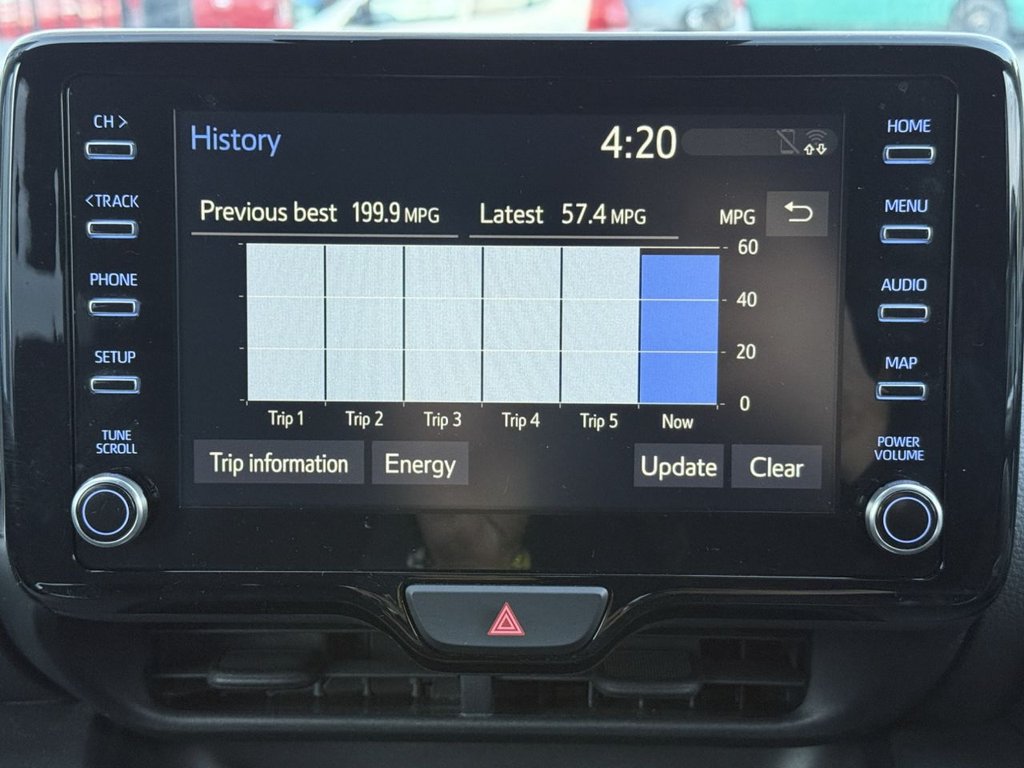 CH >
<TRACK
PHONE
SETUP
TUNE
SCROLL
History
4:20
Previous best 199.9 MPG
Latest 57.4 MPG
MPG
60
40
20
0
Trip 1
Trip 2
Trip 3
Trip 4
Trip 5
Now
Trip information
Energy
Update
Clear
HOME
MENU
AUDIO
MAP
POWER
VOLUME